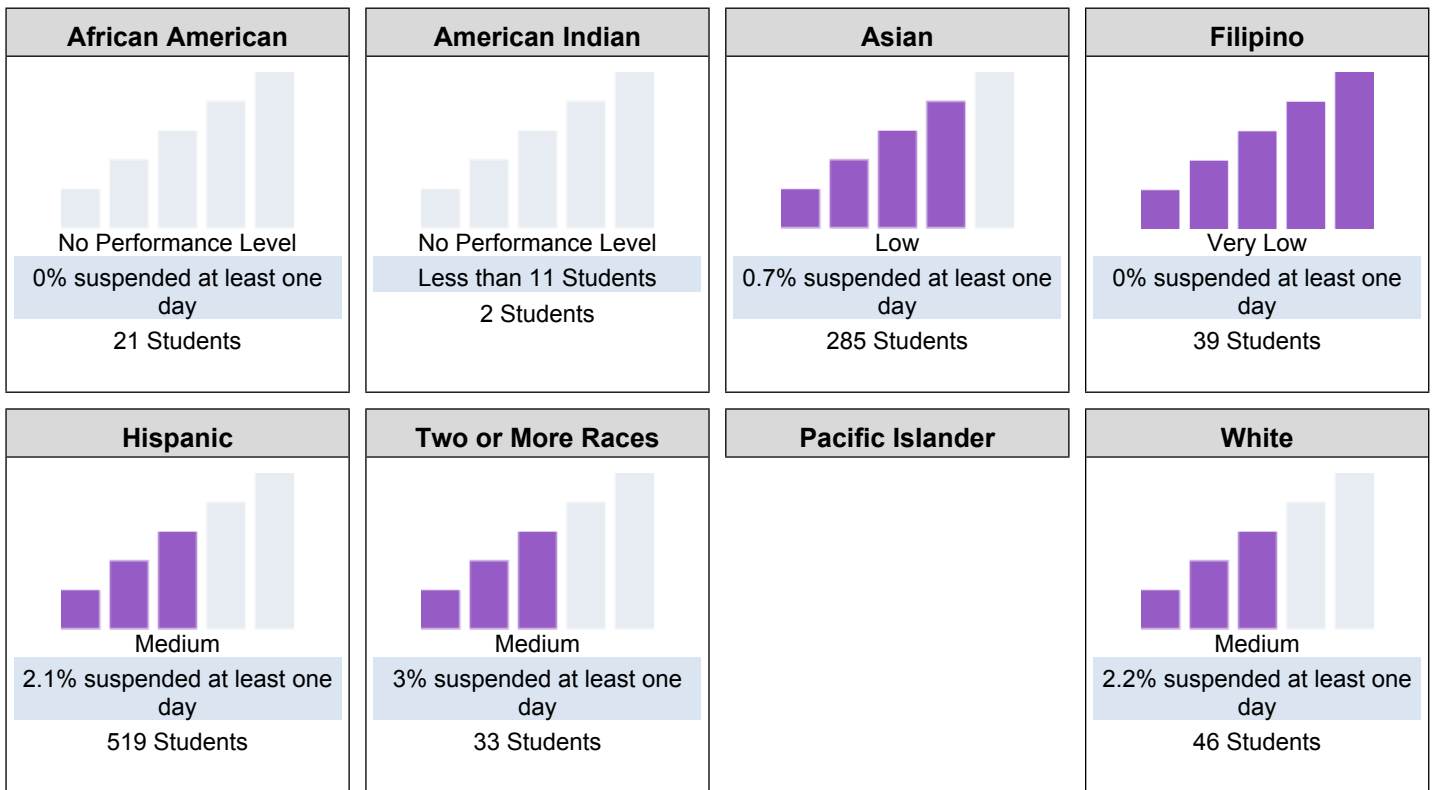 African American
No Performance Level
0% suspended at least one
day
21 Students
American Indian
No Performance Level
Less than 11 Students
2 Students
Asian
Low
0.7% suspended at least one
day
285 Students
Filipino
Very Low
0% suspended at least one
day
39 Students
Hispanic
Medium
2.1% suspended at least one
day
519 Students
Two or More Races
Medium
3% suspended at least one
day
33 Students
Pacific Islander
White
Medium
2.2% suspended at least one
day
46 Students